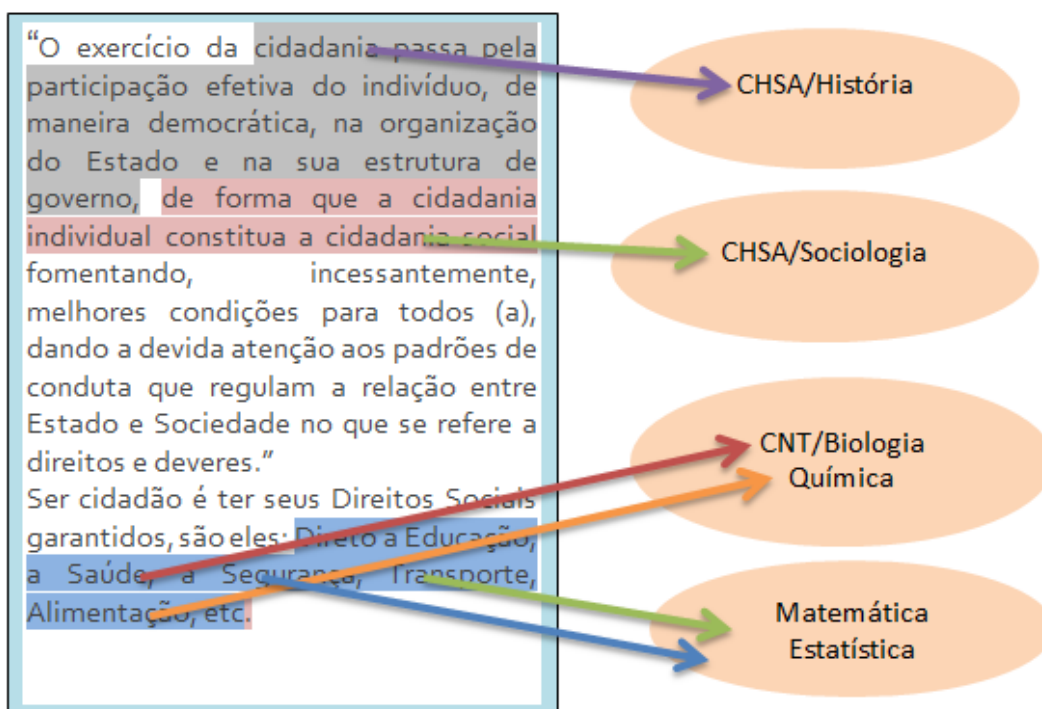 “O exercício da cidadania passa pela
participação efetiva do indivíduo, de
maneira democrática, na organização
do Estado e na sua estrutura de
governo, de forma que a cidadania
individual constitua a cidadania social
fomentando, incessantemente,
melhores condições para todos (a),
dando a devida atenção aos padrões de
conduta que regulam a relação entre
Estado e Sociedade no que se refere a
direitos e deveres.”
Ser cidadão é ter seus Direitos Sociais
garantidos, são eles: Direto a Educação,
a Saúde, a Segurança, Transporte,
Alimentação, etc.
CHSA/História
CHSA/Sociologia
CNT/Biologia
Química
Matemática
Estatística